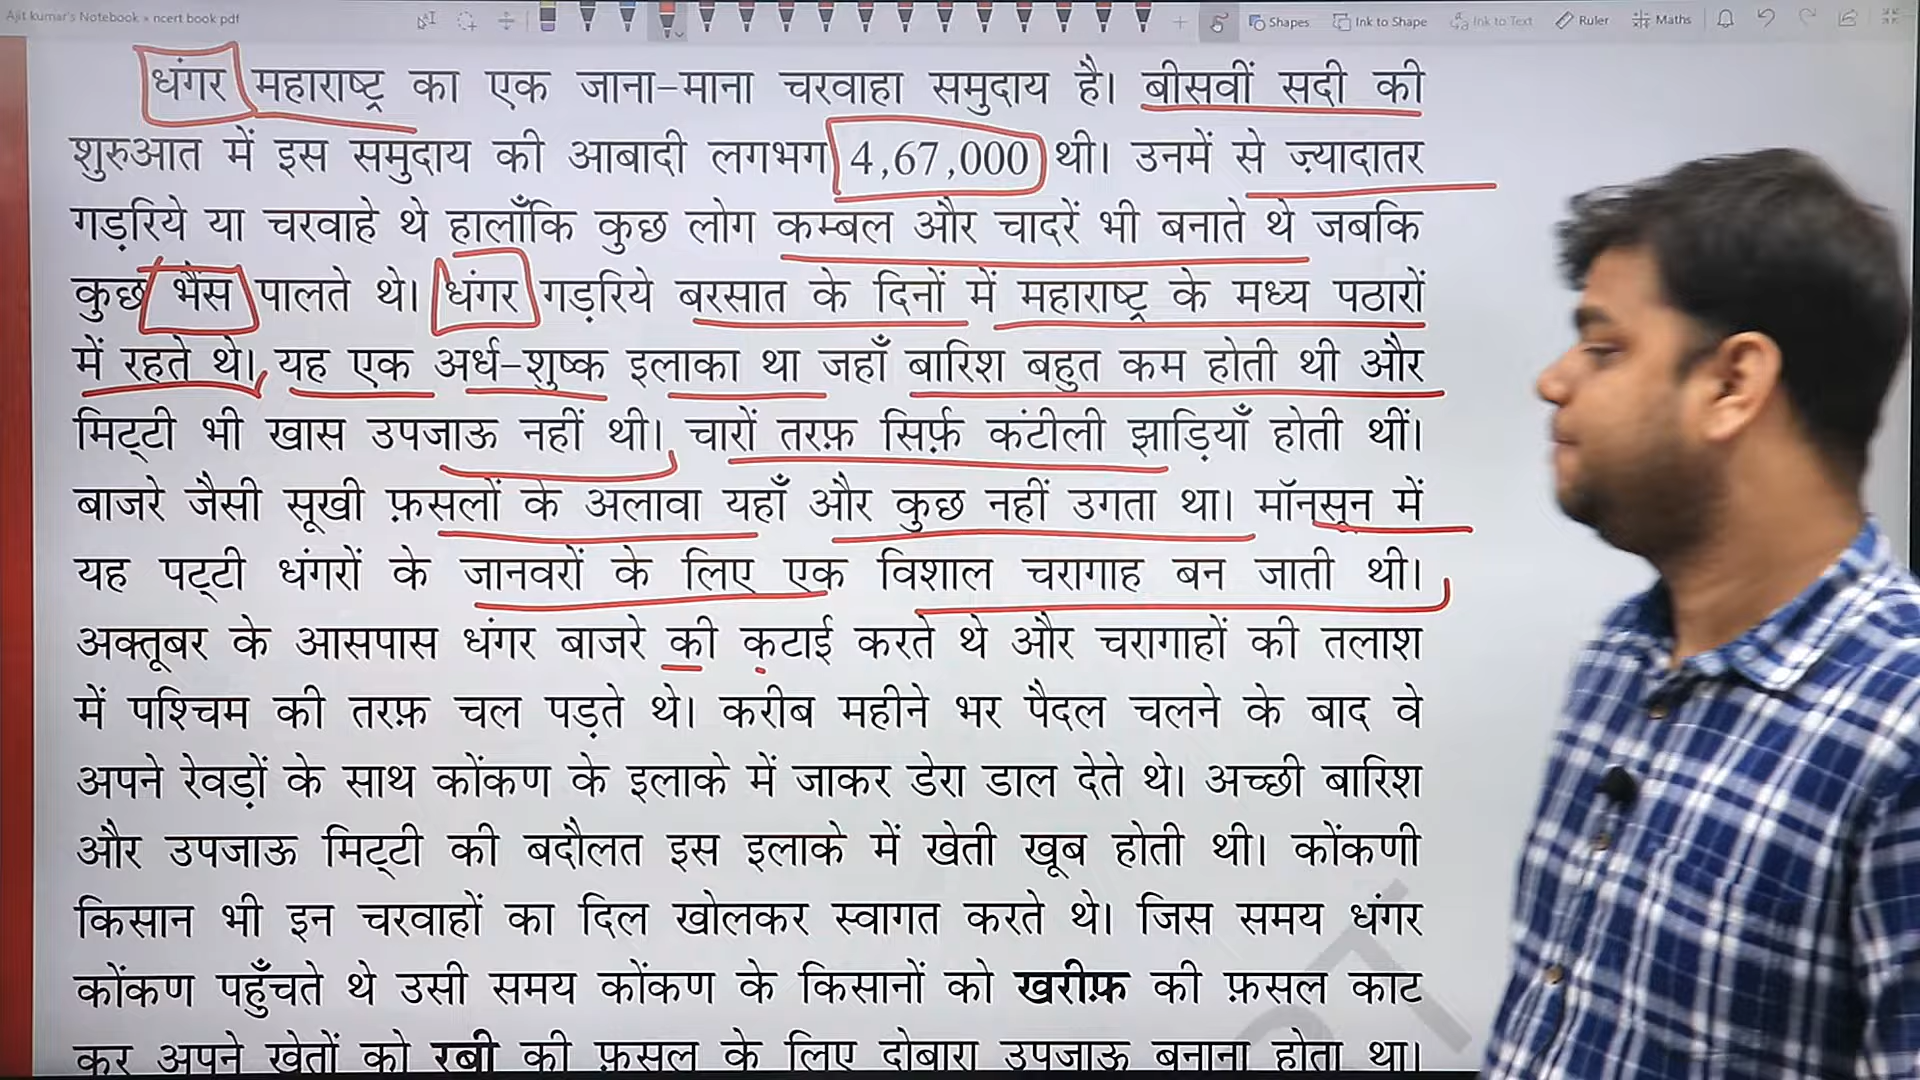 Ajit kumar's Notebook » ncert book pdf
Shapes Ink to Shape Ink to Text Ruler Maths
धंगर महाराष्ट्र का एक जाना-माना चरवाहा समुदाय है। बीसवीं सदी की
शुरुआत में इस समुदाय की आबादी लगभग 4,67,000 थी। उनमें से ज़्यादातर
गड़रिये या चरवाहे थे हालाँकि कुछ लोग कम्बल और चादरें भी बनाते थे जबकि
कुछ भैंस पालते थे। धंगर गड़रिये बरसात के दिनों में महाराष्ट्र के मध्य पठारों
में रहते थे। यह एक अर्ध-शुष्क इलाका था जहाँ बारिश बहुत कम होती थी और
मिट्टी भी खास उपजाऊ नहीं थी। चारों तरफ़ सिर्फ़ कंटीली झाड़ियाँ होती थीं।
बाजरे जैसी सूखी फ़सलों के अलावा यहाँ और कुछ नहीं उगता था। मॉनसून में
यह पट्टी धंगरों के जानवरों के लिए एक विशाल चरागाह बन जाती थी।
अक्तूबर के आसपास धंगर बाजरे की कटाई करते थे और चरागाहों की तलाश
में पश्चिम की तरफ़ चल पड़ते थे। करीब महीने भर पैदल चलने के बाद वे
अपने रेवड़ों के साथ कोंकण के इलाके में जाकर डेरा डाल देते थे। अच्छी बारिश
और उपजाऊ मिट्टी की बदौलत इस इलाके में खेती खूब होती थी। कोंकणी
किसान भी इन चरवाहों का दिल खोलकर स्वागत करते थे। जिस समय धंगर
कोंकण पहुँचते थे उसी समय कोंकण के किसानों को खरीफ़ की फ़सल काट
कर अपने खेतों को रबी की फ़सल के लिए दोबारा उपजाऊ बनाना होता था।